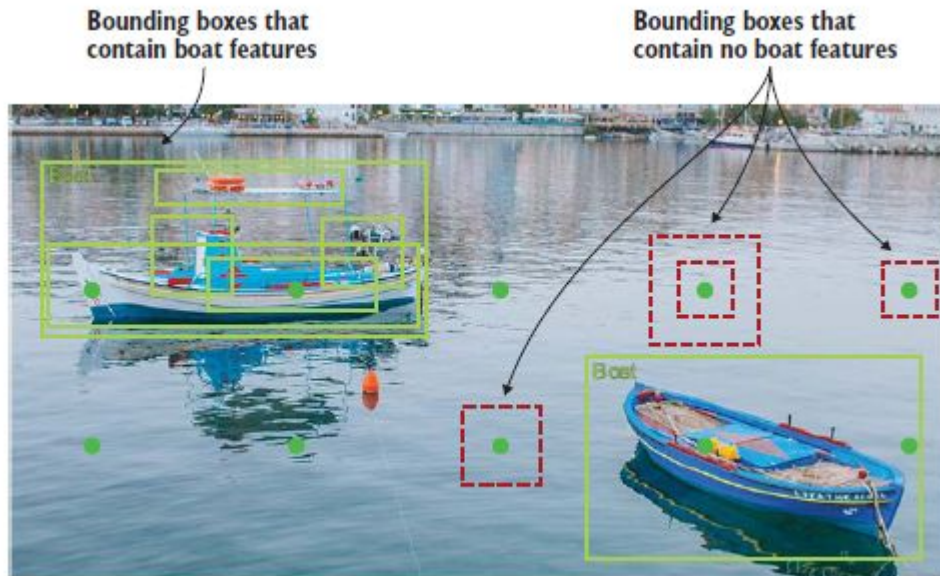 Bounding boxes that
contain boat features
Bounding boxes that
contain no boat features
Boat
Boat